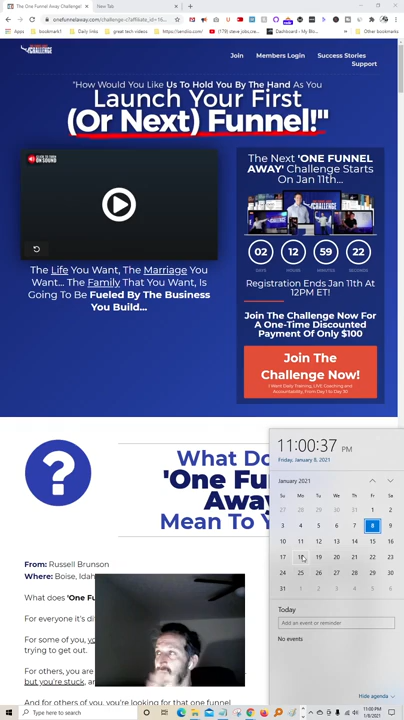 The One Funnel Away Challenge!
New Tab
onefunnelaway.com/challenge-c?affiliate_id=
Apps
bookmark1
Daily links
great tech videos
https://sendiio.com/
Dashboard ‹ My Blo...
Other bookmarks
CHALLENGE
Join
Members Login
Success Stories
Support
"How Would You Like Us To Hold You By The Hand As You
Launch Your First
(Or Next) Funnel!"
The Next 'ONE FUNNEL
AWAY' Challenge Starts
On Jan 11th...
CHALLENGE
02
12
59
22
DAYS
HOURS
MINUTES
SECONDS
Registration Ends Jan 11th At
12PM ET!
Join The Challenge Now For
A One-Time Discounted
Payment Of Only $100
Join The
Challenge Now!
The Life You Want, The Marriage You
Want... The Family That You Want, Is
Going To Be Fueled By The Business
You Build...
?
What Do
'One Fu
Away
Mean To Y
From: Russell Brunson
Where: Boise, Idah
What does 'One Fu
For everyone it's di
For some of you, yo
trying to get out.
For others, you are
but you're stuck, an
And for others of you, you're looking for that one funnel
11:00:37 PM
Friday, January 8, 2021
January 2021
Su Mo Tu We Th Fr Sa
27 28 29 30 31 1 2
3 4 5 6 7 8 9
10 11 12 13 14 15 16
17 18 19 20 21 22 23
24 25 26 27 28 29 30
31 1 2 3 4 5 6
Today
Add an event or reminder
No events
Hide agenda
Type here to search
11:00 PM
1/8/2021